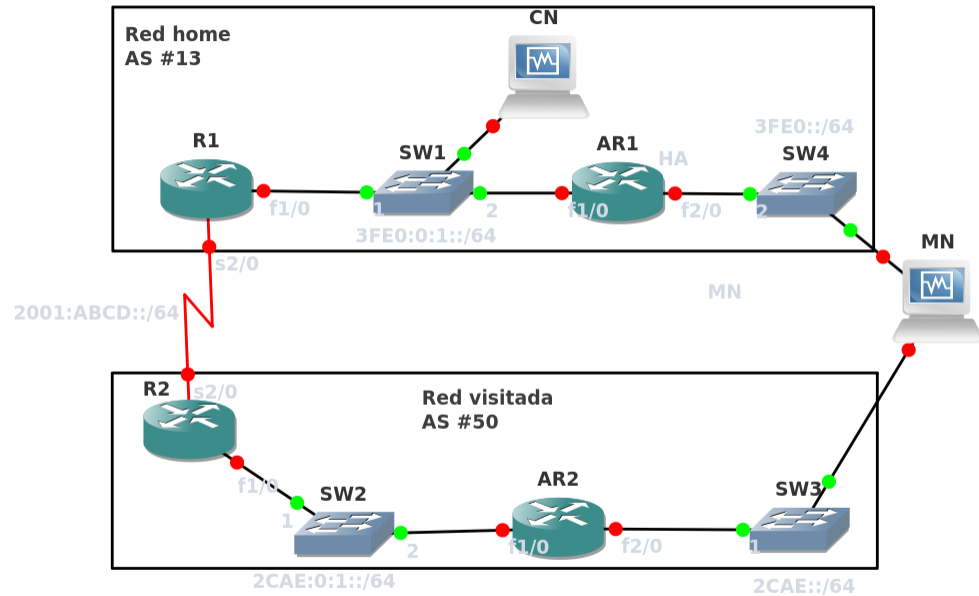 CN
Red home
AS #13
3FE0::/64
R1
AR1
SW1
HA
SW4
f1/0
1
2
f1/0
f2/0
2
3FE0:0:1::/64
MN
s2/0
MN
2001:ABCD::/64
R2
s2/0
Red visitada
AS #50
AR2
f1/0
SW2
SW3
1
2
f1/0
f2/0
1
2CAE:0:1::/64
2CAE::/64